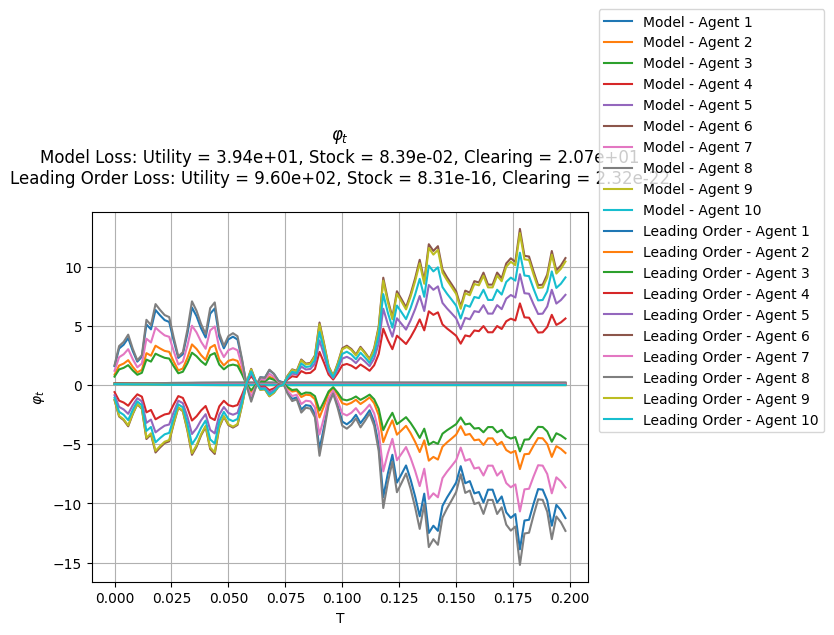 φₜ
Model Loss: Utility = 3.94e+01, Stock = 8.39e-02, Clearing = 2.07e+01
Leading Order Loss: Utility = 9.60e+02, Stock = 8.31e-16, Clearing = 2.32e-22
Model - Agent 1
Model - Agent 2
Model - Agent 3
Model - Agent 4
Model - Agent 5
Model - Agent 6
Model - Agent 7
Model - Agent 8
Model - Agent 9
Model - Agent 10
Leading Order - Agent 1
Leading Order - Agent 2
Leading Order - Agent 3
Leading Order - Agent 4
Leading Order - Agent 5
Leading Order - Agent 6
Leading Order - Agent 7
Leading Order - Agent 8
Leading Order - Agent 9
Leading Order - Agent 10
10
5
0
−5
−10
−15
φₜ
0.000 0.025 0.050 0.075 0.100 0.125 0.150 0.175 0.200
T